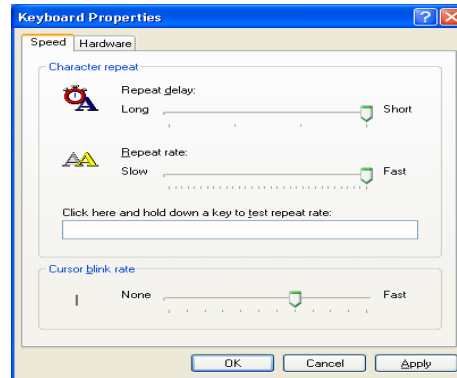 Keyboard Properties
Speed Hardware
Character repeat
Repeat delay:
Long Short
Repeat rate:
Slow Fast
Click here and hold down a key to test repeat rate:
Cursor blink rate
None Fast
OK Cancel Apply